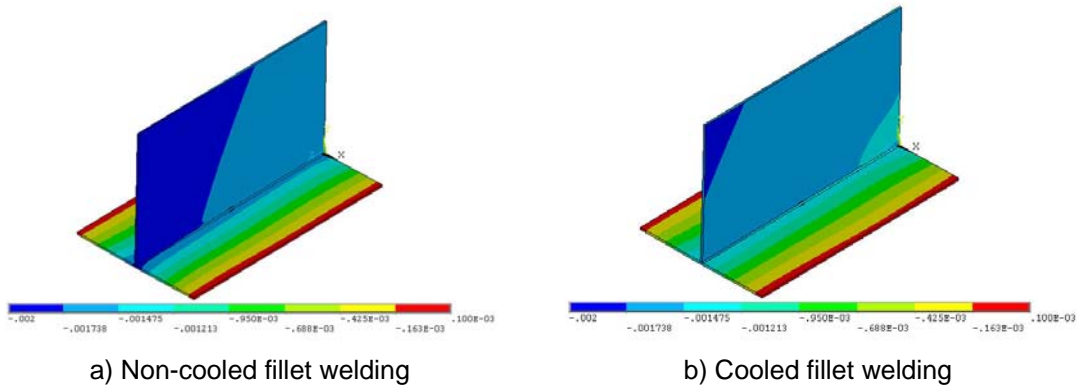 X
X
-.002
-.001738
-.001475
-.001213
-.950E-03
-.688E-03
-.425E-03
-.163E-03
.100E-03
-.002
-.001738
-.001475
-.001213
-.950E-03
-.688E-03
-.425E-03
-.163E-03
.100E-03
a) Non-cooled fillet welding
b) Cooled fillet welding